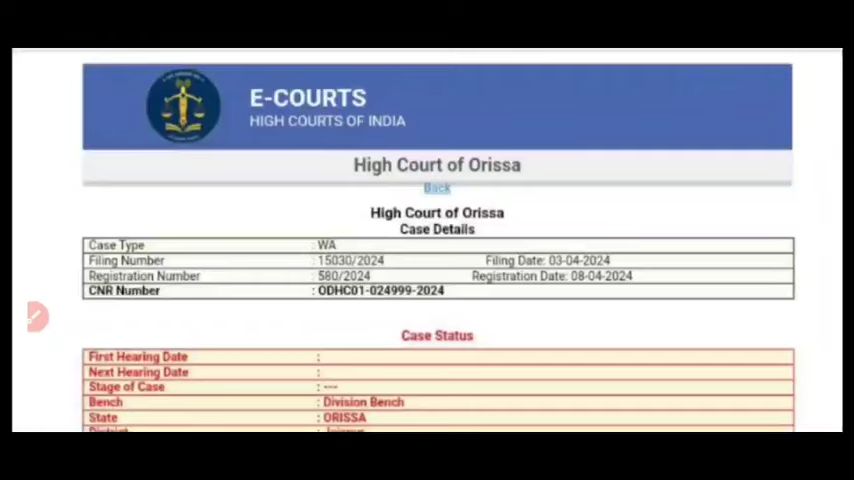 E-COURTS
HIGH COURTS OF INDIA
High Court of Orissa
Back
High Court of Orissa
Case Details
Case Type : WA
Filing Number : 15030/2024 Filing Date: 03-04-2024
Registration Number : 580/2024 Registration Date: 08-04-2024
CNR Number : ODHC01-024999-2024
Case Status
First Hearing Date :
Next Hearing Date :
Stage of Case : ---
Bench : Division Bench
State : ORISSA
District :